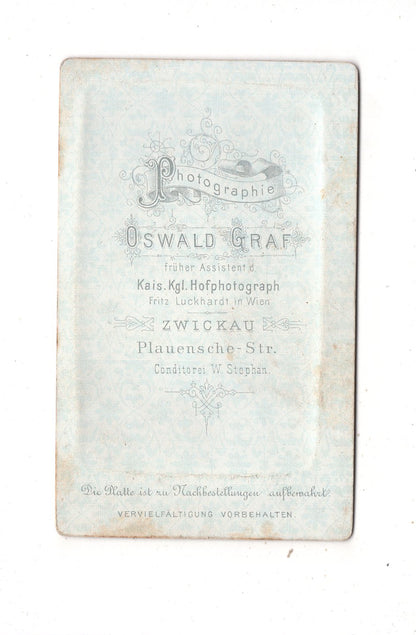 Photographie
OSWALD GRAF
früher Assistent d.
Kais. Kgl. Hofphotograph
Fritz Luckhardt in Wien
ZWICKAU
Plauensche-Str.
Conditorei W. Stephan.
Die Platte ist zu Nachbestellungen aufbewahrt.
VERVIELFÄLTIGUNG VORBEHALTEN.